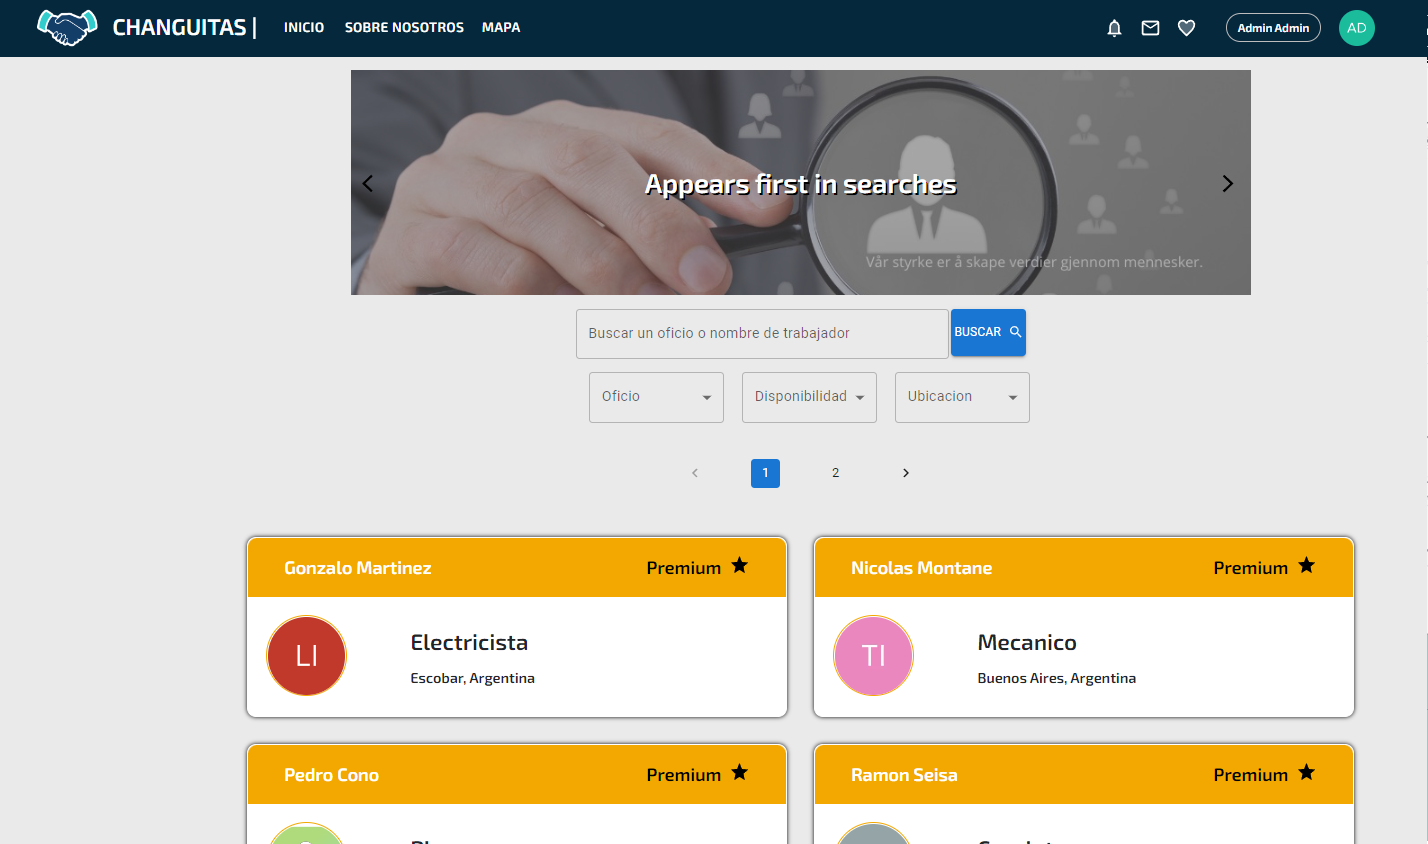 CHANGUITAS |
INICIO SOBRE NOSOTROS MAPA
Admin Admin
AD
Appears first in searches
Vår styrke er å skape verdier gjennom mennesker.
Buscar un oficio o nombre de trabajador
BUSCAR
Oficio
Disponibilidad
Ubicacion
1 2
Gonzalo Martinez
Premium
LI
Electricista
Escobar, Argentina
Nicolas Montane
Premium
TI
Mecanico
Buenos Aires, Argentina
Pedro Cono
Premium
Ramon Seisa
Premium